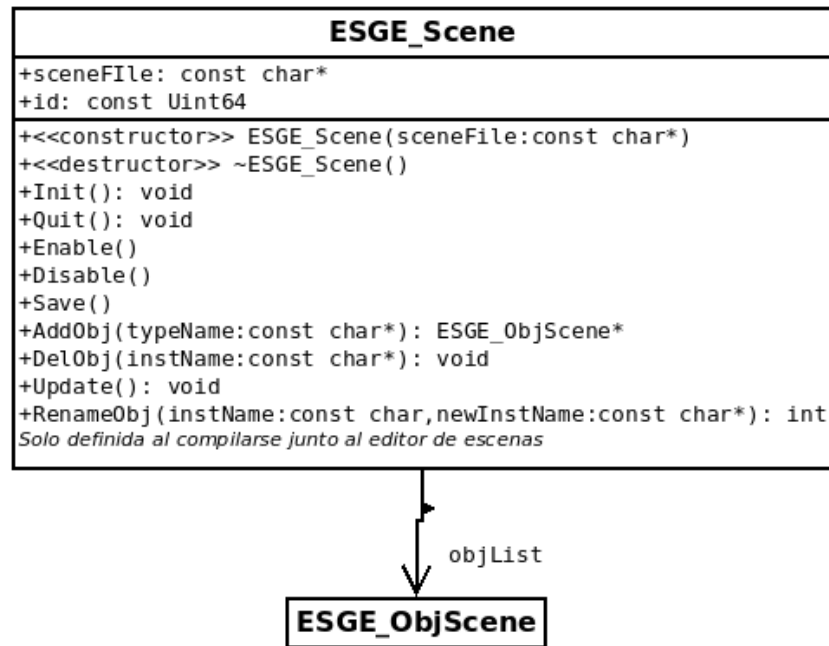 ESGE_Scene
+sceneFIle: const char*
+id: const Uint64
+<<constructor>> ESGE_Scene(sceneFile:const char*)
+<<destructor>> ~ESGE_Scene()
+Init(): void
+Quit(): void
+Enable()
+Disable()
+Save()
+AddObj(typeName:const char*): ESGE_ObjScene*
+DelObj(instName:const char*): void
+Update(): void
+RenameObj(instName:const char,newInstName:const char*): int
Solo definida al compilarse junto al editor de escenas
objList
ESGE_ObjScene